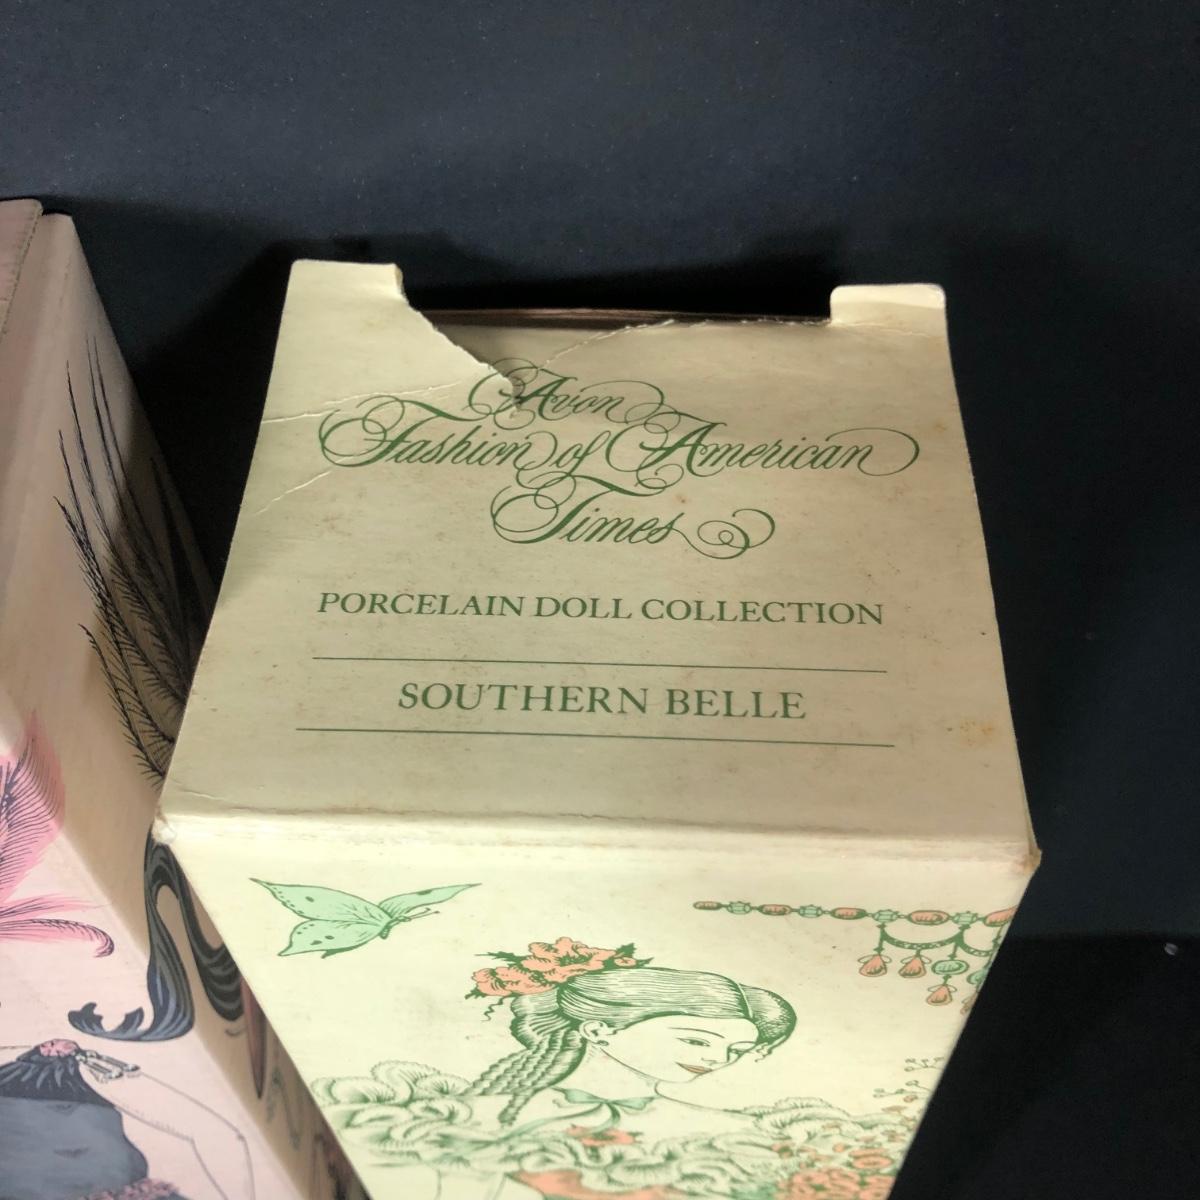 Avon
Fashion of American
Times
PORCELAIN DOLL COLLECTION
SOUTHERN BELLE